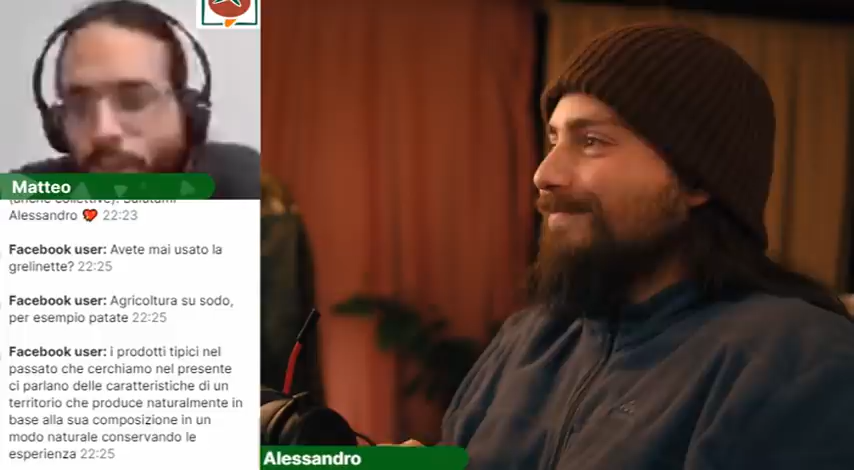 Matteo
(anche collettive). Salutami
Alessandro ❤️ 22:23
Facebook user: Avete mai usato la
grelinette? 22:25
Facebook user: Agricoltura su sodo,
per esempio patate 22:25
Facebook user: i prodotti tipici nel
passato che cerchiamo nel presente
ci parlano delle caratteristiche di un
territorio che produce naturalmente in
base alla sua composizione in un
modo naturale conservando le
esperienza 22:25
Alessandro